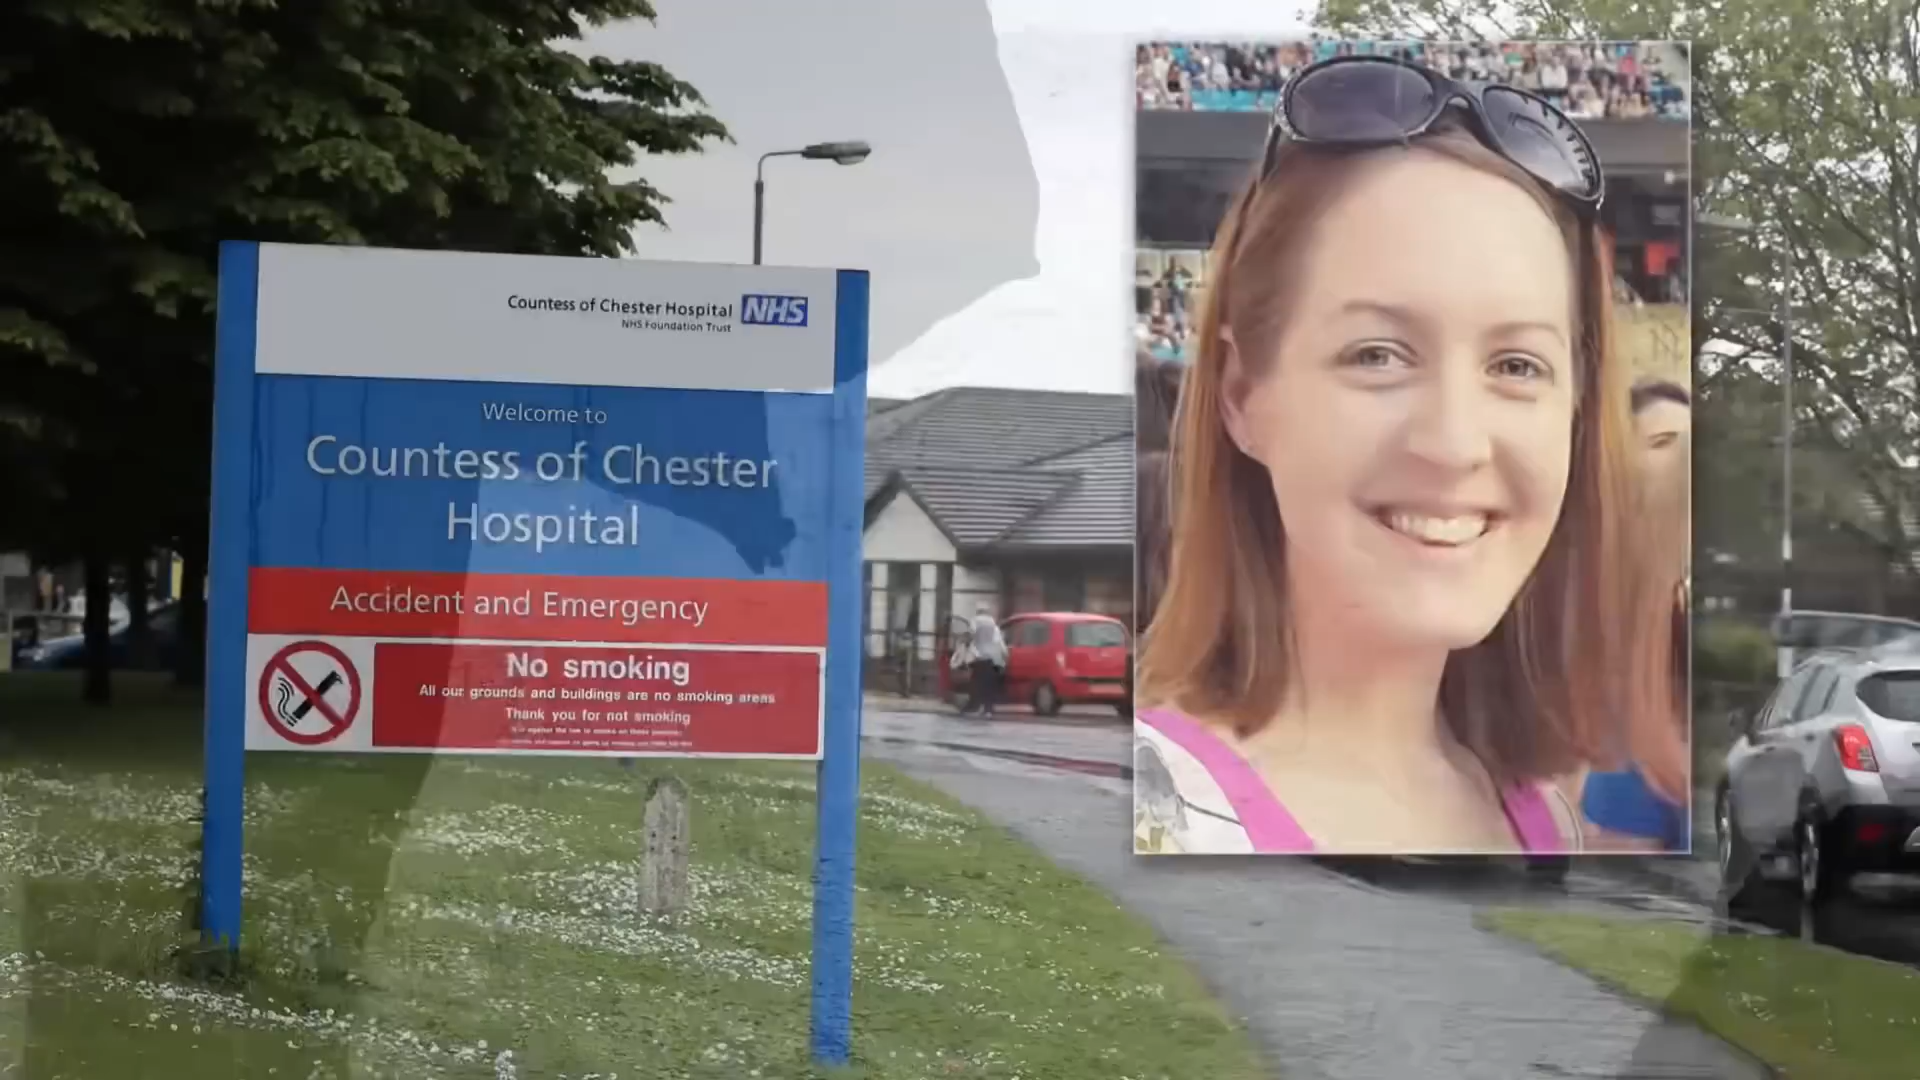 Countess of Chester Hospital NHS
NHS Foundation Trust
Welcome to
Countess of Chester
Hospital
Accident and Emergency
No smoking
All our grounds and buildings are no smoking areas
Thank you for not smoking